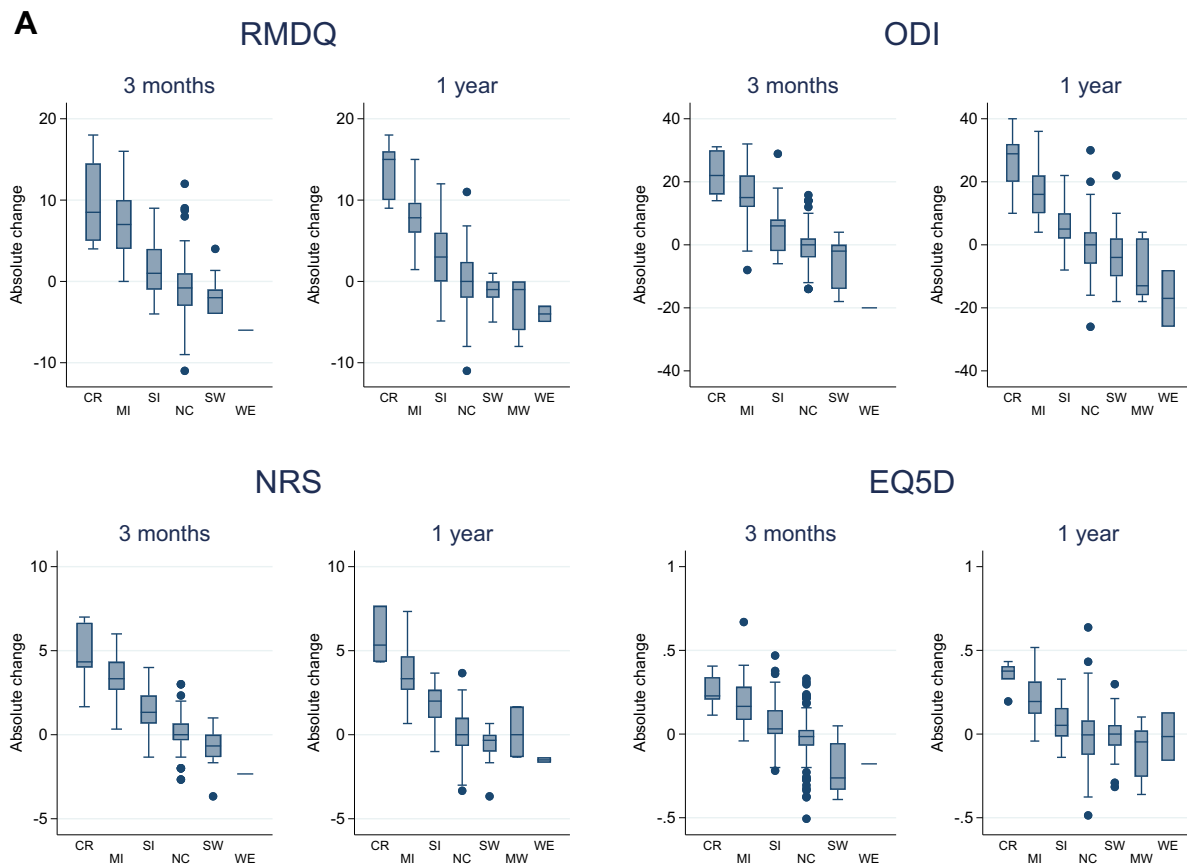 A
RMDQ
3 months
1 year
Absolute change
20
10
0
-10
CR MI SI NC SW WE
Absolute change
20
10
0
-10
CR MI SI NC SW MW WE
ODI
3 months
1 year
Absolute change
40
20
0
-20
-40
CR MI SI NC SW WE
Absolute change
40
20
0
-20
-40
CR MI SI NC SW MW WE
NRS
3 months
1 year
Absolute change
10
5
0
-5
CR MI SI NC SW WE
Absolute change
10
5
0
-5
CR MI SI NC SW MW WE
EQ5D
3 months
1 year
Absolute change
1
.5
0
-.5
CR MI SI NC SW WE
Absolute change
1
.5
0
-.5
CR MI SI NC SW MW WE